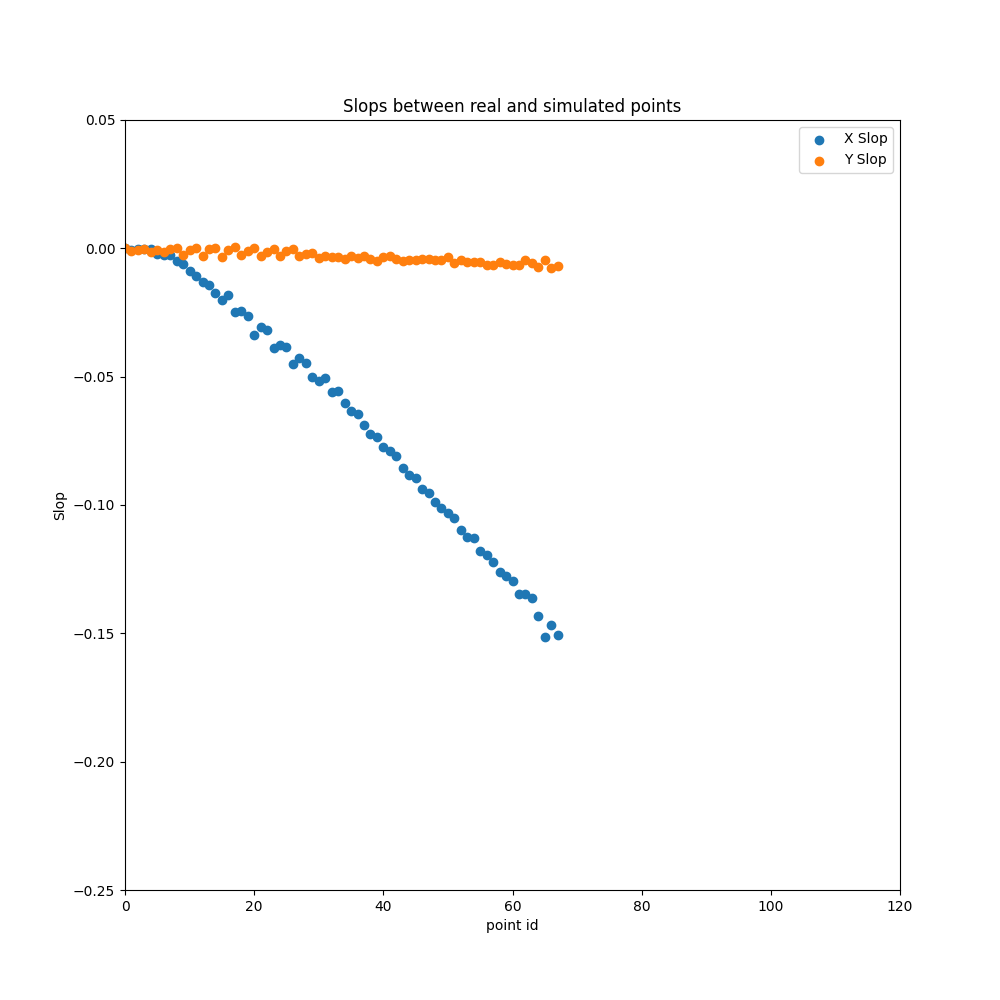 Slops between real and simulated points
X Slop
Y Slop
0.05
0.00
−0.05
−0.10
−0.15
−0.20
−0.25
Slop
0 20 40 60 80 100 120
point id